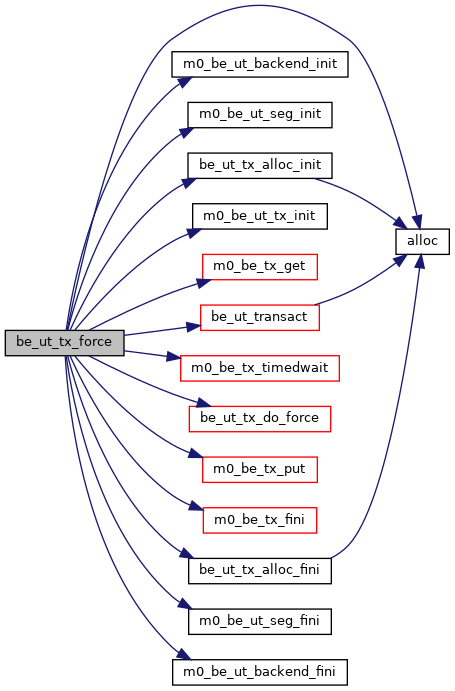 m0_be_ut_backend_init
m0_be_ut_seg_init
be_ut_tx_alloc_init
m0_be_ut_tx_init
alloc
m0_be_tx_get
be_ut_transact
be_ut_tx_force
m0_be_tx_timedwait
be_ut_tx_do_force
m0_be_tx_put
m0_be_tx_fini
be_ut_tx_alloc_fini
m0_be_ut_seg_fini
m0_be_ut_backend_fini